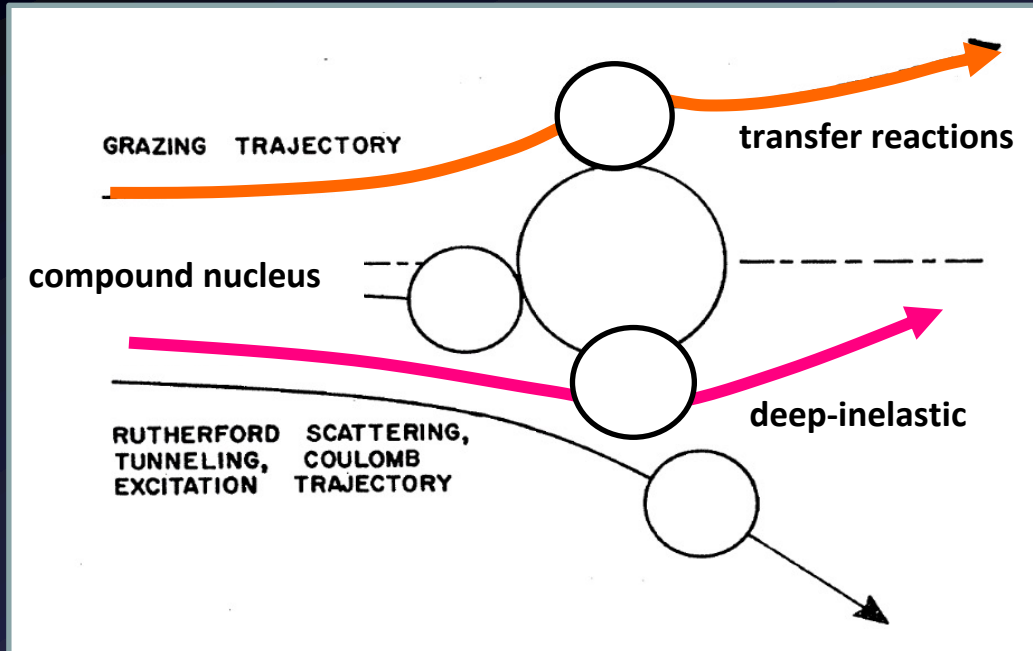 GRAZING TRAJECTORY
transfer reactions
compound nucleus
deep-inelastic
RUTHERFORD SCATTERING,
TUNNELING, COULOMB
EXCITATION TRAJECTORY